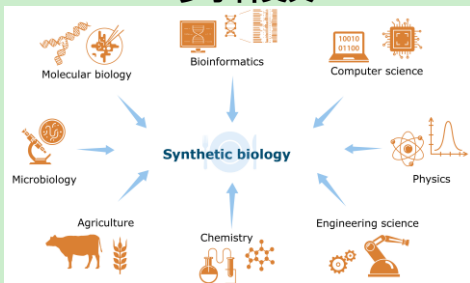 Bioinformatics
10010
01100
Molecular biology
Computer science
Synthetic biology
Microbiology
Physics
Agriculture
Chemistry
Engineering science